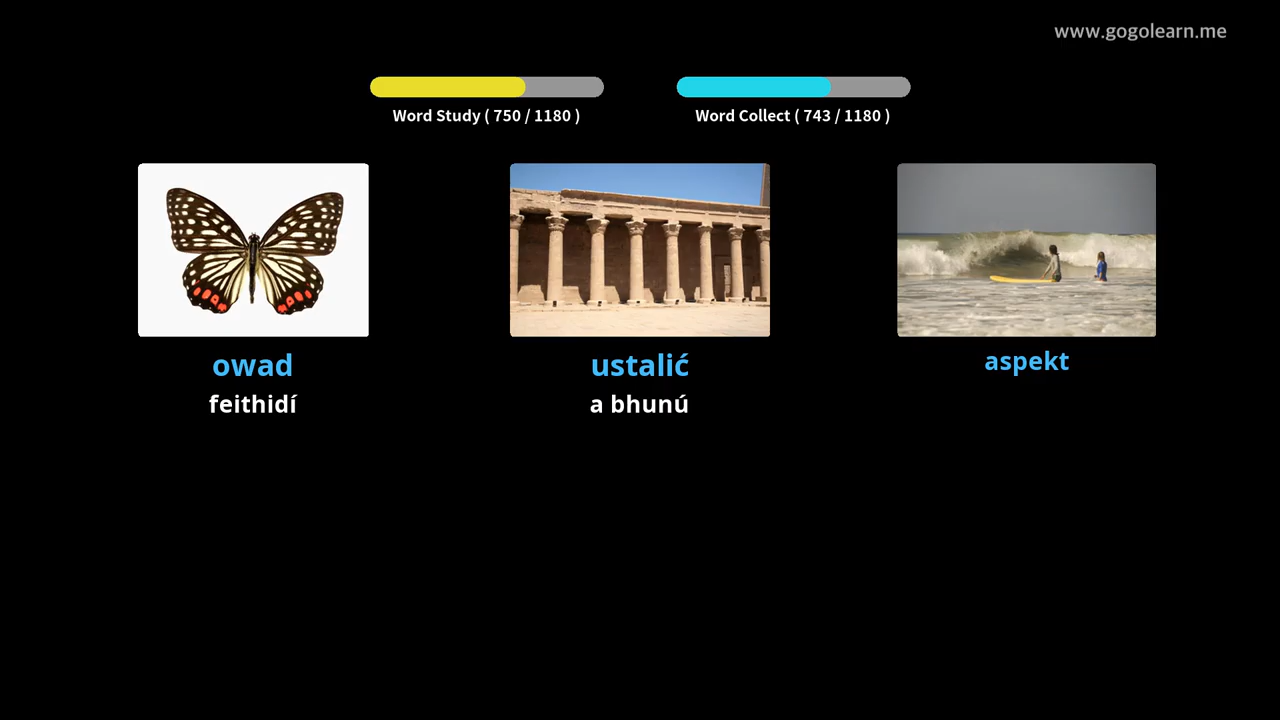 www.gogolearn.me
Word Study ( 750 / 1180 )
Word Collect ( 743 / 1180 )
owad
feithidí
ustalić
a bhunú
aspekt